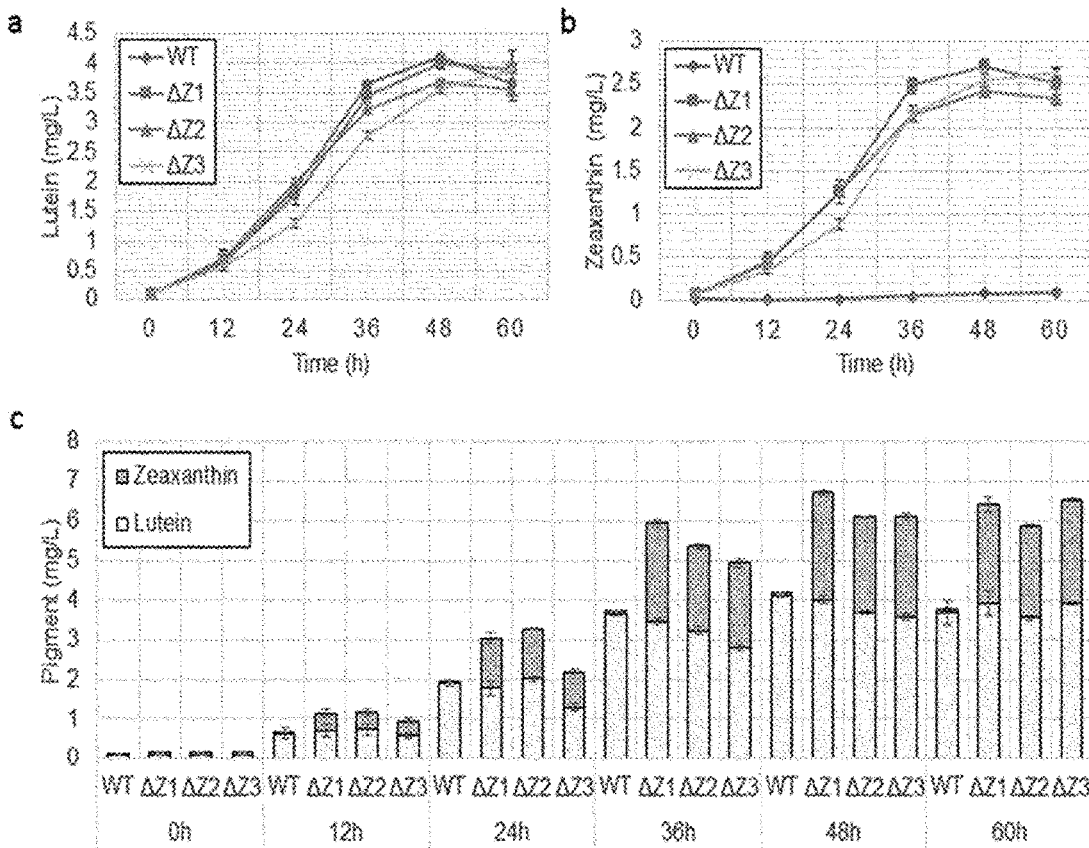 a
4.5
4
3.5
3
2.5
2
1.5
1
0.5
0
Lutein (mg/L)
WT
ΔZ1
ΔZ2
ΔZ3
0 12 24 36 48 60
Time (h)
b
3
2.5
2
1.5
1
0.5
0
Zeaxanthin (mg/L)
WT
ΔZ1
ΔZ2
ΔZ3
0 12 24 36 48 60
Time (h)
c
8
7
6
5
4
3
2
1
0
Pigment (mg/L)
Zeaxanthin
Lutein
WT ΔZ1 ΔZ2 ΔZ3 WT ΔZ1 ΔZ2 ΔZ3 WT ΔZ1 ΔZ2 ΔZ3 WT ΔZ1 ΔZ2 ΔZ3 WT ΔZ1 ΔZ2 ΔZ3 WT ΔZ1 ΔZ2 ΔZ3
0h 12h 24h 36h 48h 60h